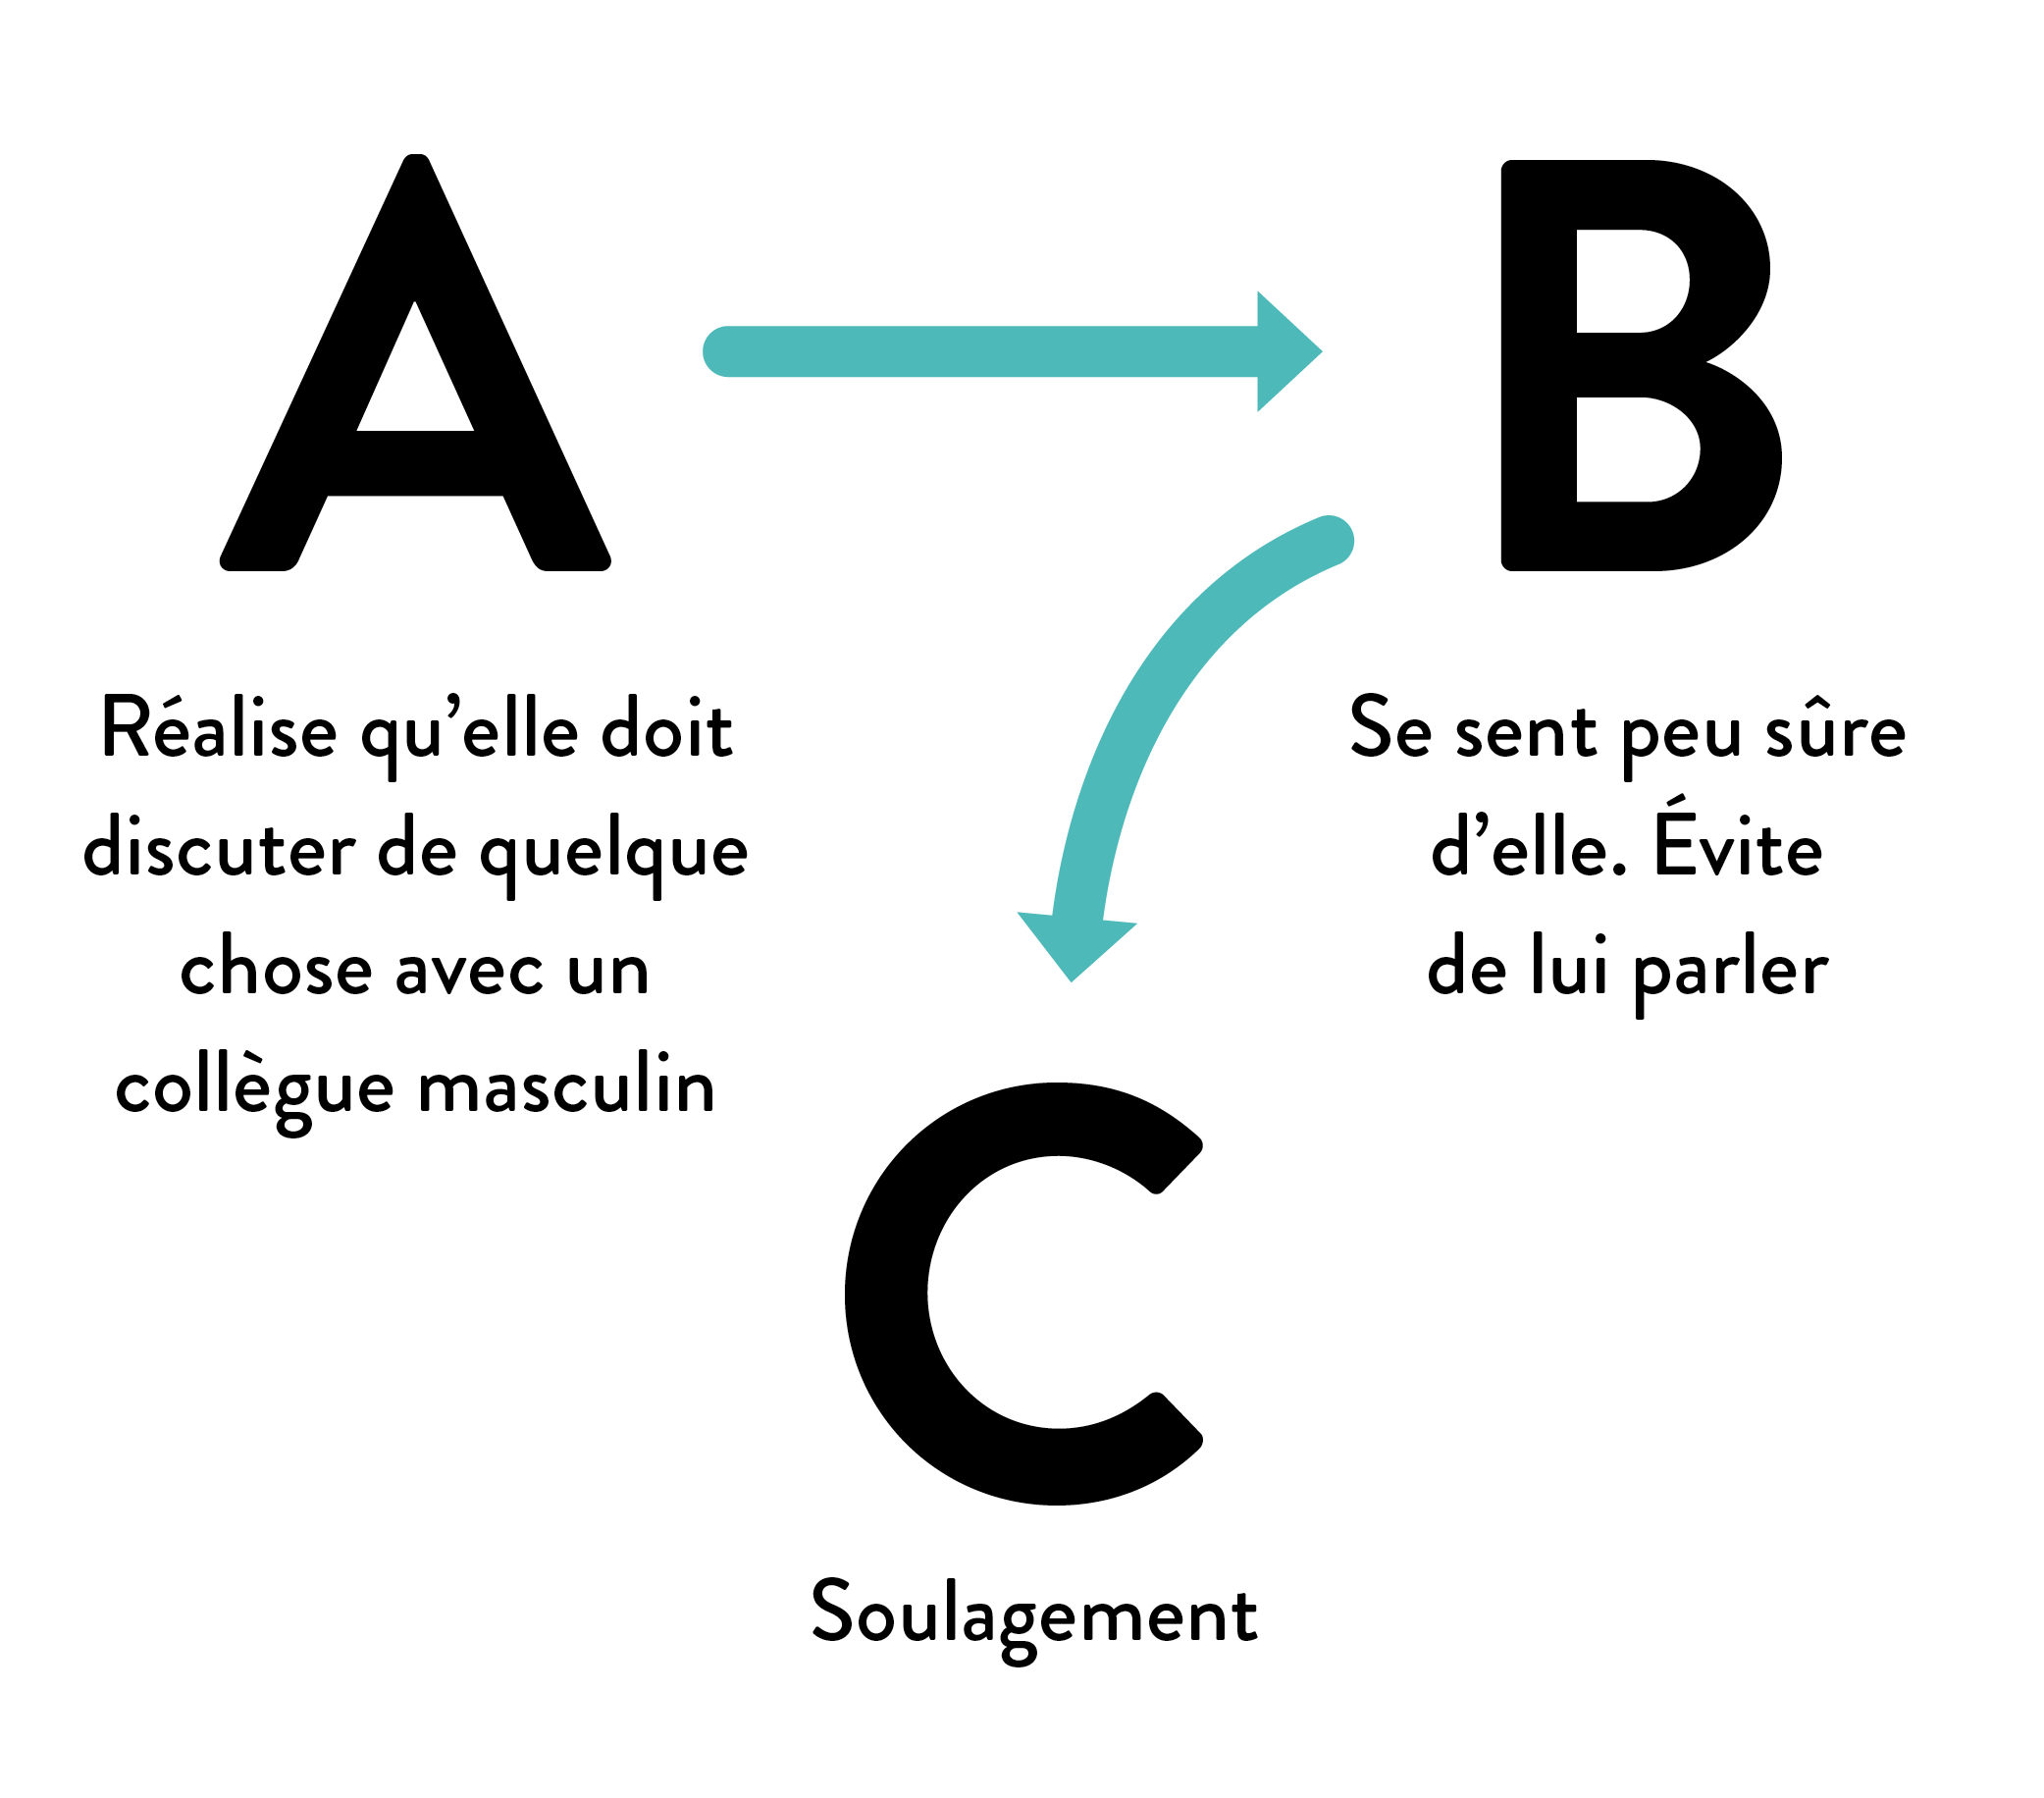 A
Réalise qu’elle doit
discuter de quelque
chose avec un
collègue masculin
B
Se sent peu sûre
d’elle. Évite
de lui parler
C
Soulagement